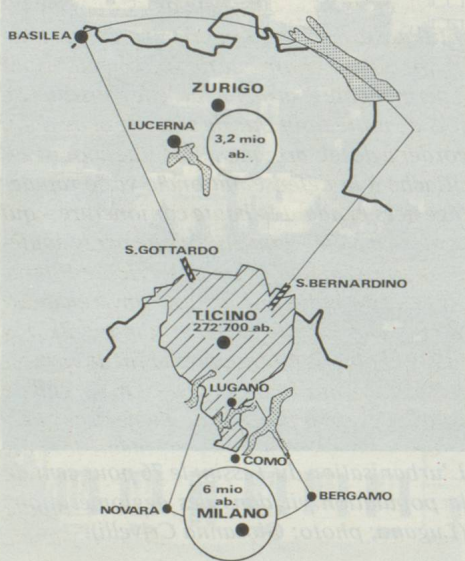 BASILEA
ZURIGO
LUCERNA
3,2 mio
ab.
S.GOTTARDO
S.BERNARDINO
TICINO
272'700 ab.
LUGANO
COMO
6 mio
ab.
MILANO
NOVARA
BERGAMO